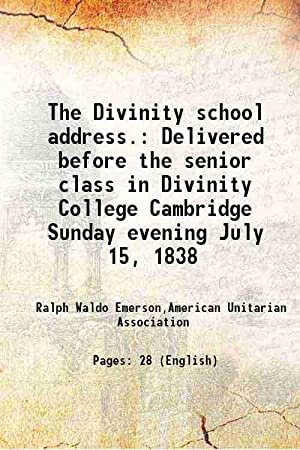 The Divinity school
address.: Delivered
before the senior
class in Divinity
College Cambridge
Sunday evening July
15, 1838
Ralph Waldo Emerson,American Unitarian
Association
Pages: 28 (English)